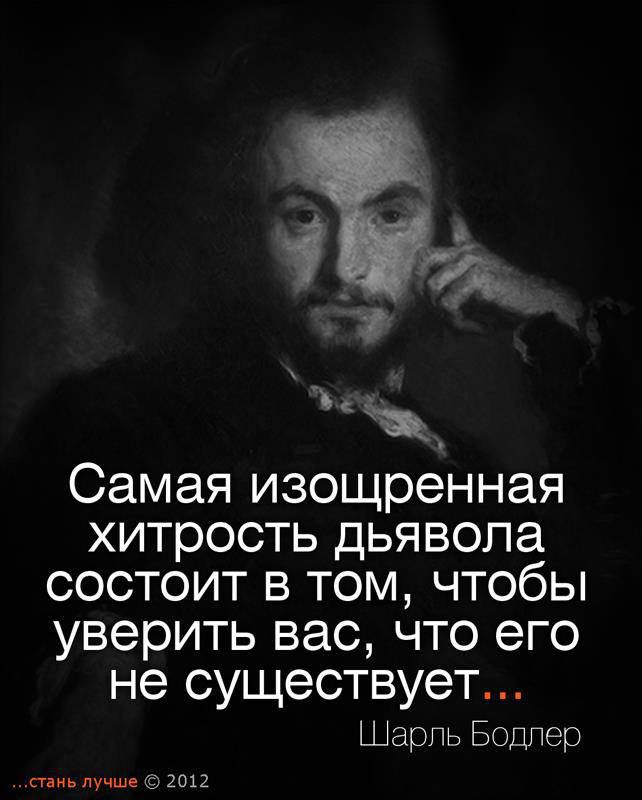 Самая изощренная
хитрость дьявола
состоит в том, чтобы
уверить вас, что его
не существует...
Шарль Бодлер
...стань лучше © 2012